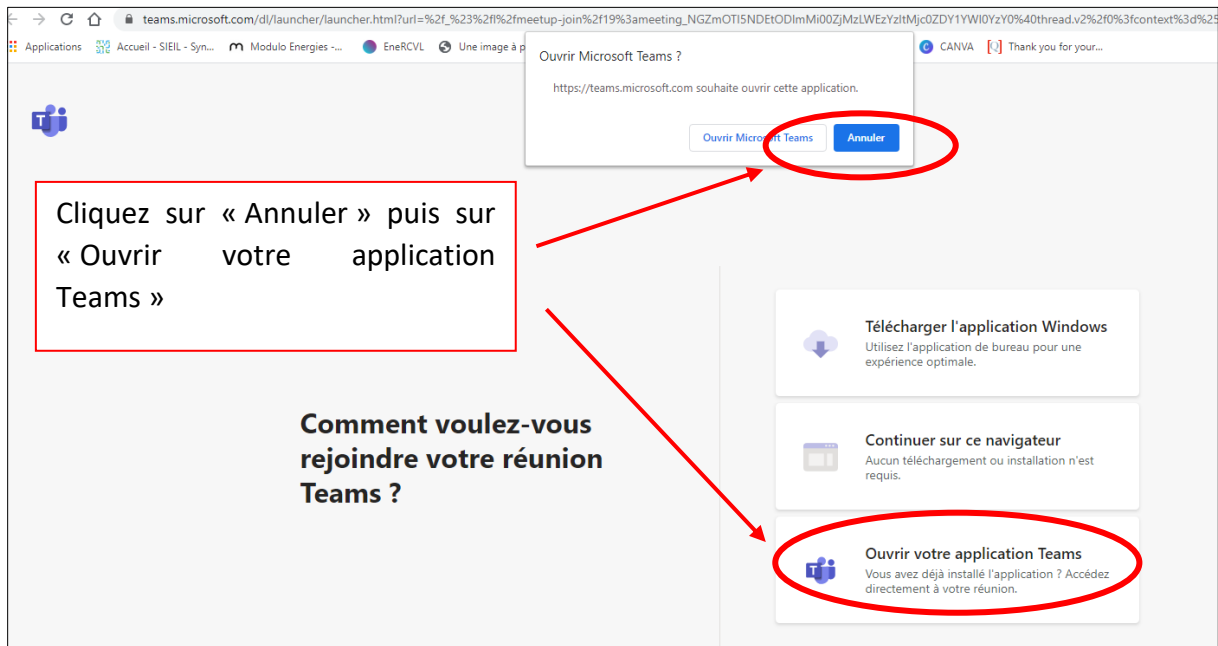 teams.microsoft.com/dl/launcher/launcher.html?url=%2f_%23%2fl%2fmeetup-join%2f19%3ameeting_NGZmOTI5NDEtODlmMi00ZjMzLWEzYzItMjc0ZDY1YWI0YzY0%40thread.v2%2f0%3fcontext%3d%25
Applications Accueil - SIEIL - Syn... Modulo Energies -... EneRCVL Une image à p CANVA [Q] Thank you for your...
Ouvrir Microsoft Teams ?
https://teams.microsoft.com souhaite ouvrir cette application.
Ouvrir Microsoft Teams Annuler
Cliquez sur « Annuler » puis sur
« Ouvrir votre application
Teams »
Télécharger l'application Windows
Utilisez l'application de bureau pour une
expérience optimale.
Comment voulez-vous
rejoindre votre réunion
Teams ?
Continuer sur ce navigateur
Aucun téléchargement ou installation n'est
requis.
Ouvrir votre application Teams
Vous avez déjà installé l'application ? Accédez
directement à votre réunion.